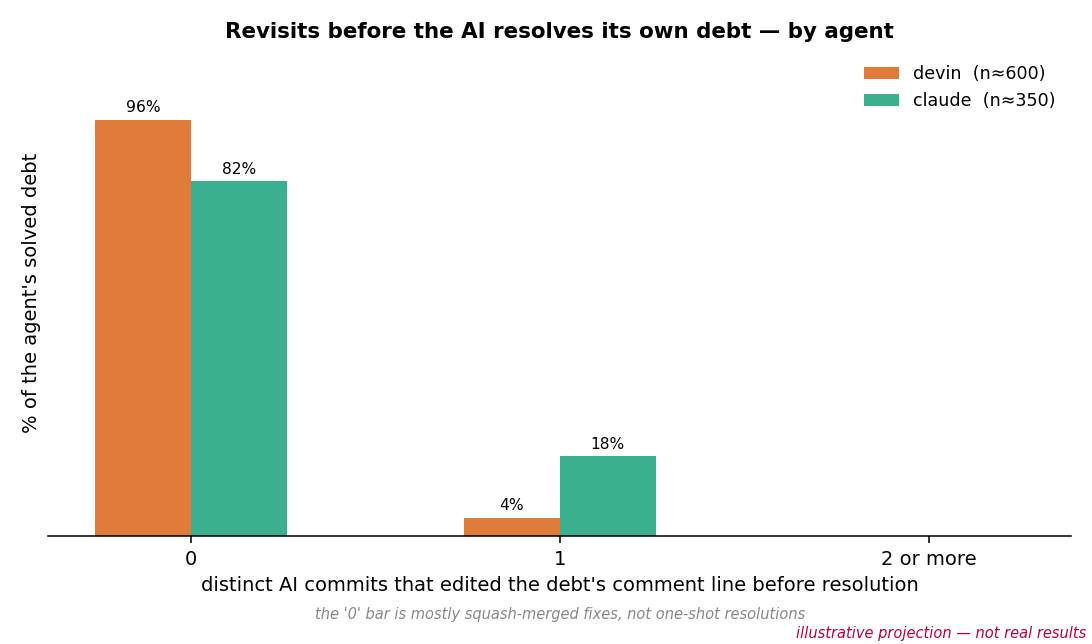 Revisits before the AI resolves its own debt — by agent
devin  (n≈600)
claude  (n≈350)
96%
82%
4%
18%
% of the agent's solved debt
0
1
2 or more
distinct AI commits that edited the debt's comment line before resolution
the '0' bar is mostly squash-merged fixes, not one-shot resolutions
illustrative projection — not real results